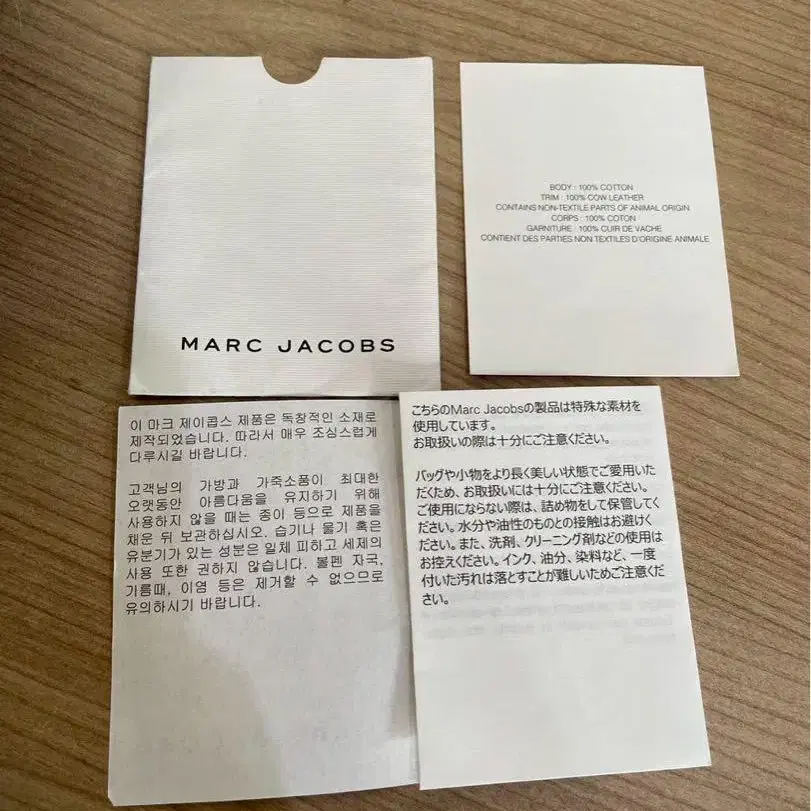 MARC JACOBS
BODY : 100% COTTON
TRIM : 100% COW LEATHER
CONTAINS NON-TEXTILE PARTS OF ANIMAL ORIGIN
CORPS : 100% COTON
GARNITURE : 100% CUIR DE VACHE
CONTIENT DES PARTIES NON TEXTILES D'ORIGINE ANIMALE
이 마크 제이콥스 제품은 독창적인 소재로
제작되었습니다. 따라서 매우 조심스럽게
다루시길 바랍니다.
고객님의 가방과 가죽소품이 최대한
오랫동안 아름다움을 유지하기 위해
사용하지 않을 때는 종이 등으로 제품을
채운 뒤 보관하십시오. 습기나 물기 혹은
유분기가 있는 성분은 일체 피하고 세제의
사용 또한 권하지 않습니다. 볼펜 자국,
기름때, 이염 등은 제거할 수 없으므로
유의하시기 바랍니다.
こちらのMarc Jacobsの製品は特殊な素材を
使用しています。
お取扱いの際は十分にご注意ください。
バッグや小物をより長く美しい状態でご愛用いた
だくため、お取扱いには十分にご注意ください。
ご使用にならない際は、詰め物をして保管してく
ださい。水分や油性のものとの接触はお避けく
ださい。また、洗剤、クリーニング剤などの使用は
お控えください。インク、油分、染料など、一度
付いた汚れは落とすことが難しいためご注意くだ
さい。